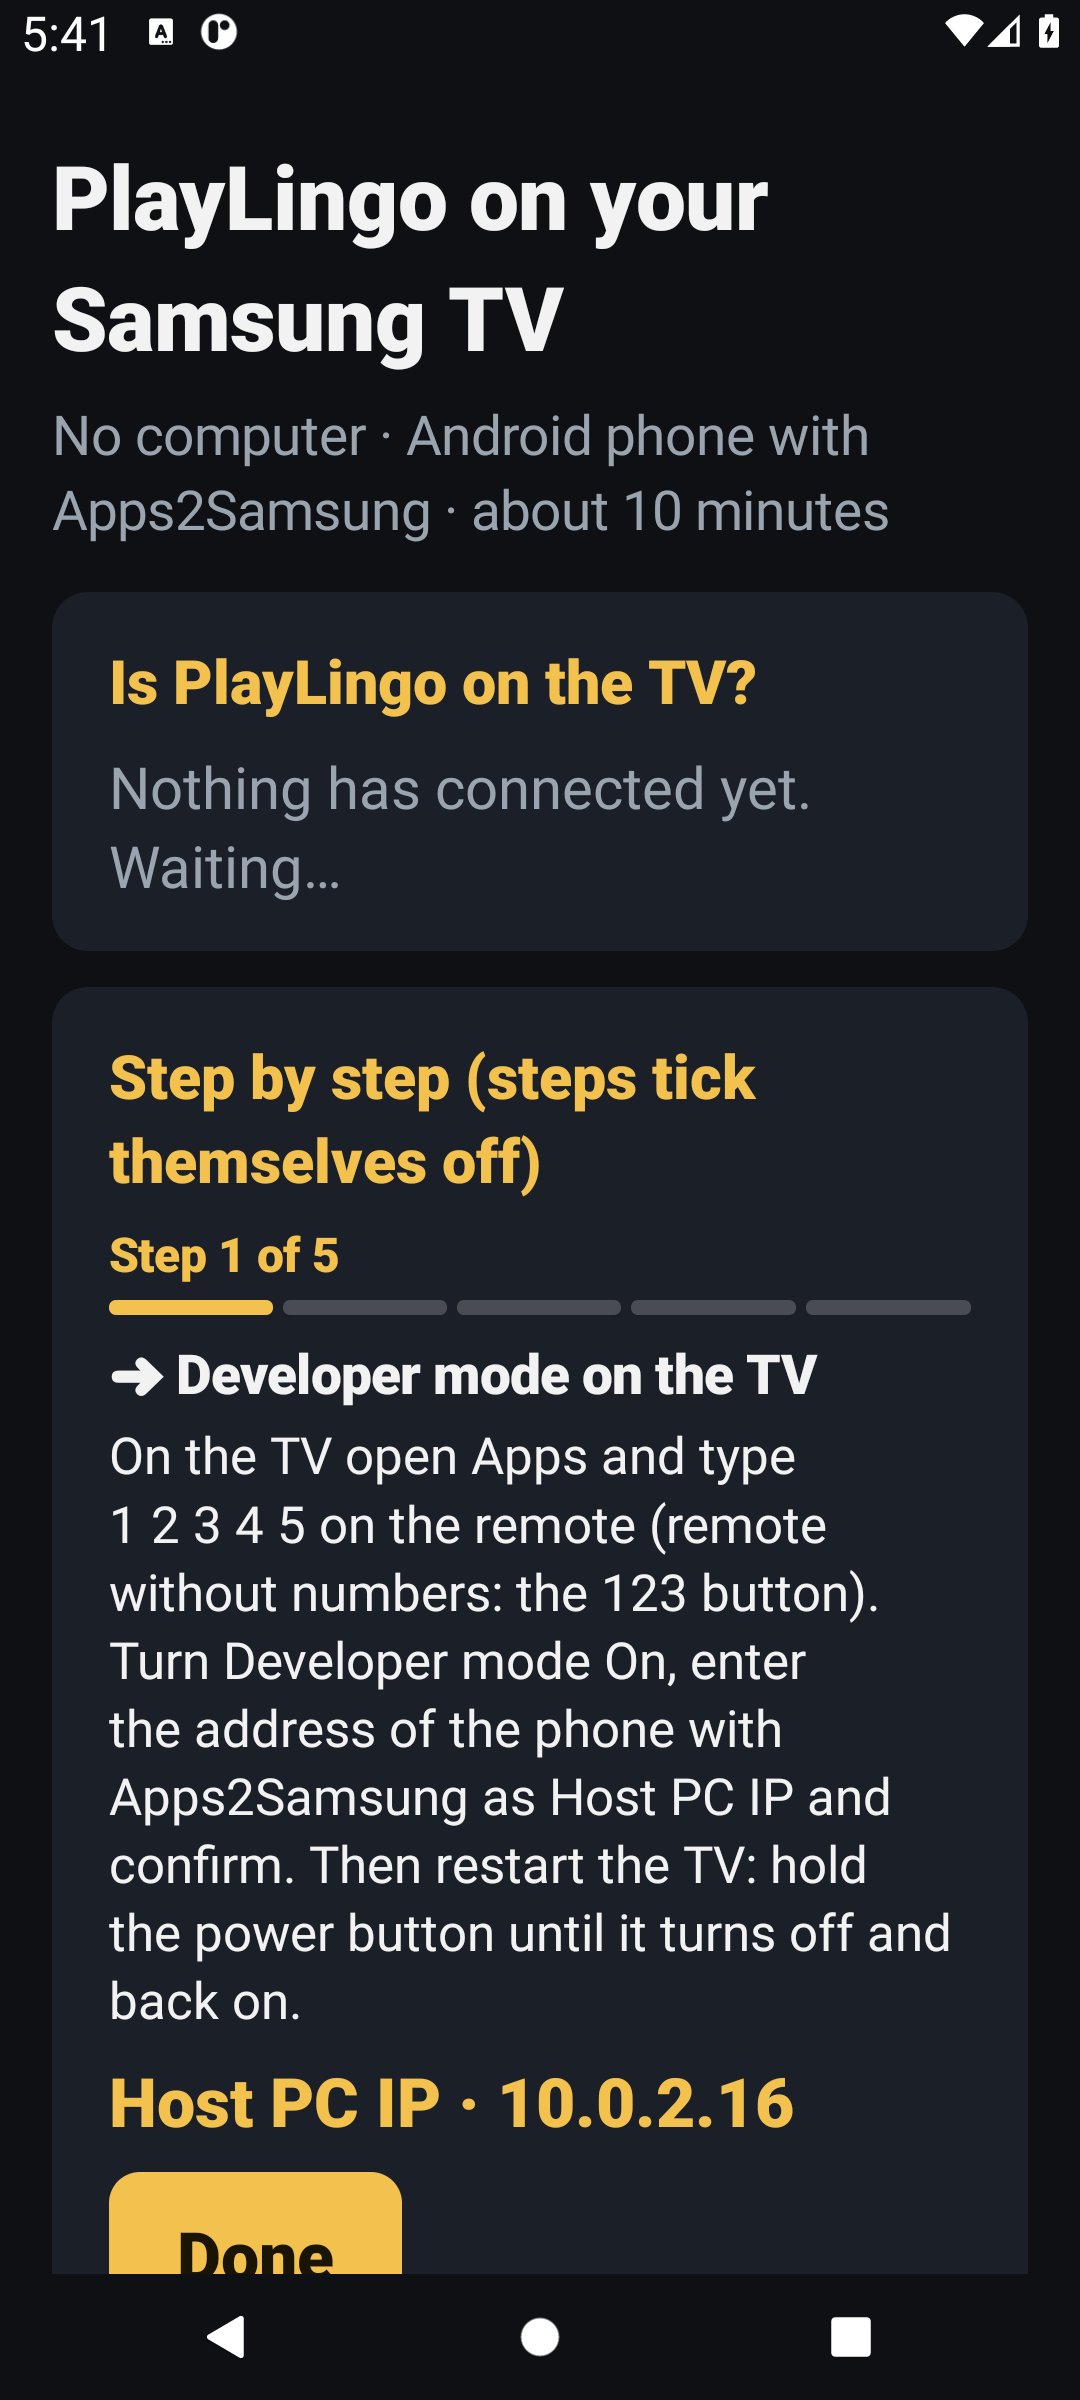 5:41
PlayLingo on your
Samsung TV
No computer · Android phone with
Apps2Samsung · about 10 minutes
Is PlayLingo on the TV?
Nothing has connected yet.
Waiting…
Step by step (steps tick
themselves off)
Step 1 of 5
➜ Developer mode on the TV
On the TV open Apps and type
1 2 3 4 5 on the remote (remote
without numbers: the 123 button).
Turn Developer mode On, enter
the address of the phone with
Apps2Samsung as Host PC IP and
confirm. Then restart the TV: hold
the power button until it turns off and
back on.
Host PC IP · 10.0.2.16
Done